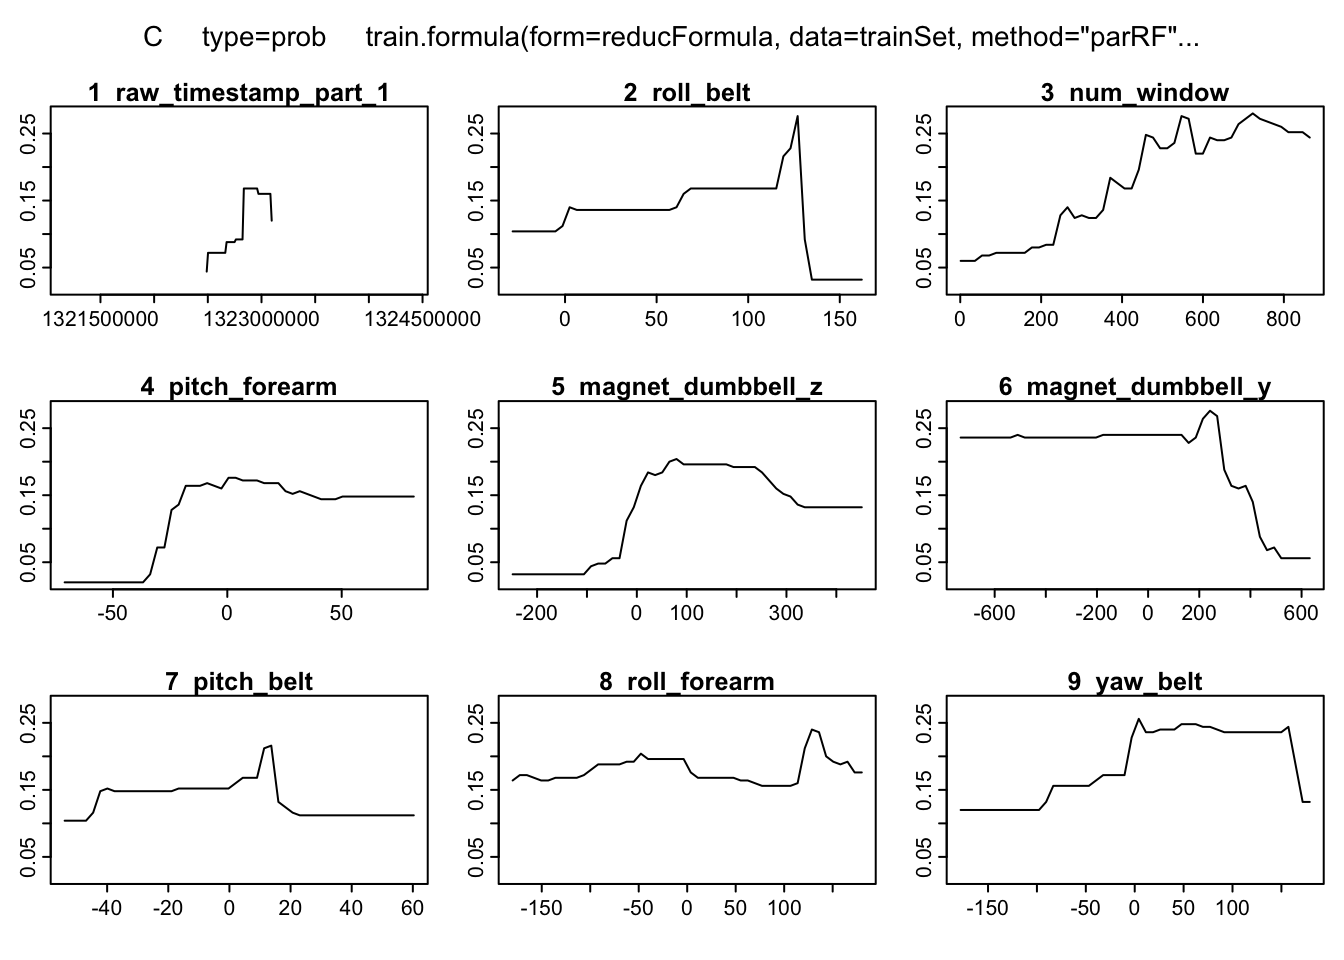 C type=prob train.formula(form=reducFormula, data=trainSet, method="parRF"...
1 raw_timestamp_part_1
0.05 0.15 0.25
1321500000 1323000000 1324500000
2 roll_belt
0.05 0.15 0.25
0 50 100 150
3 num_window
0.05 0.15 0.25
0 200 400 600 800
4 pitch_forearm
0.05 0.15 0.25
-50 0 50
5 magnet_dumbbell_z
0.05 0.15 0.25
-200 0 100 300
6 magnet_dumbbell_y
0.05 0.15 0.25
-600 -200 0 200 600
7 pitch_belt
0.05 0.15 0.25
-40 -20 0 20 40 60
8 roll_forearm
0.05 0.15 0.25
-150 -50 0 50 100
9 yaw_belt
0.05 0.15 0.25
-150 -50 0 50 100